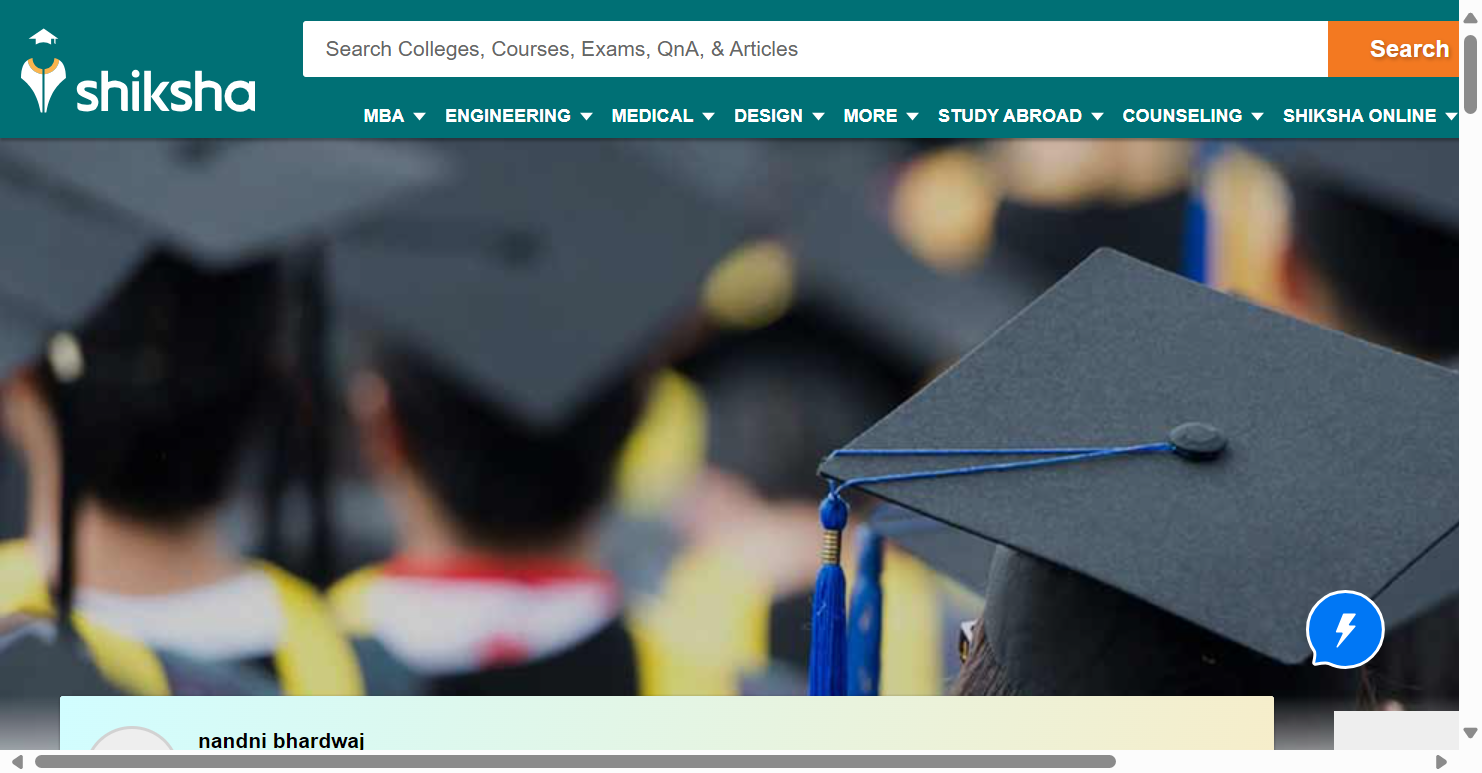 shiksha
Search Colleges, Courses, Exams, QnA, & Articles
Search
MBA ENGINEERING MEDICAL DESIGN MORE STUDY ABROAD COUNSELING SHIKSHA ONLINE
nandni bhardwaj